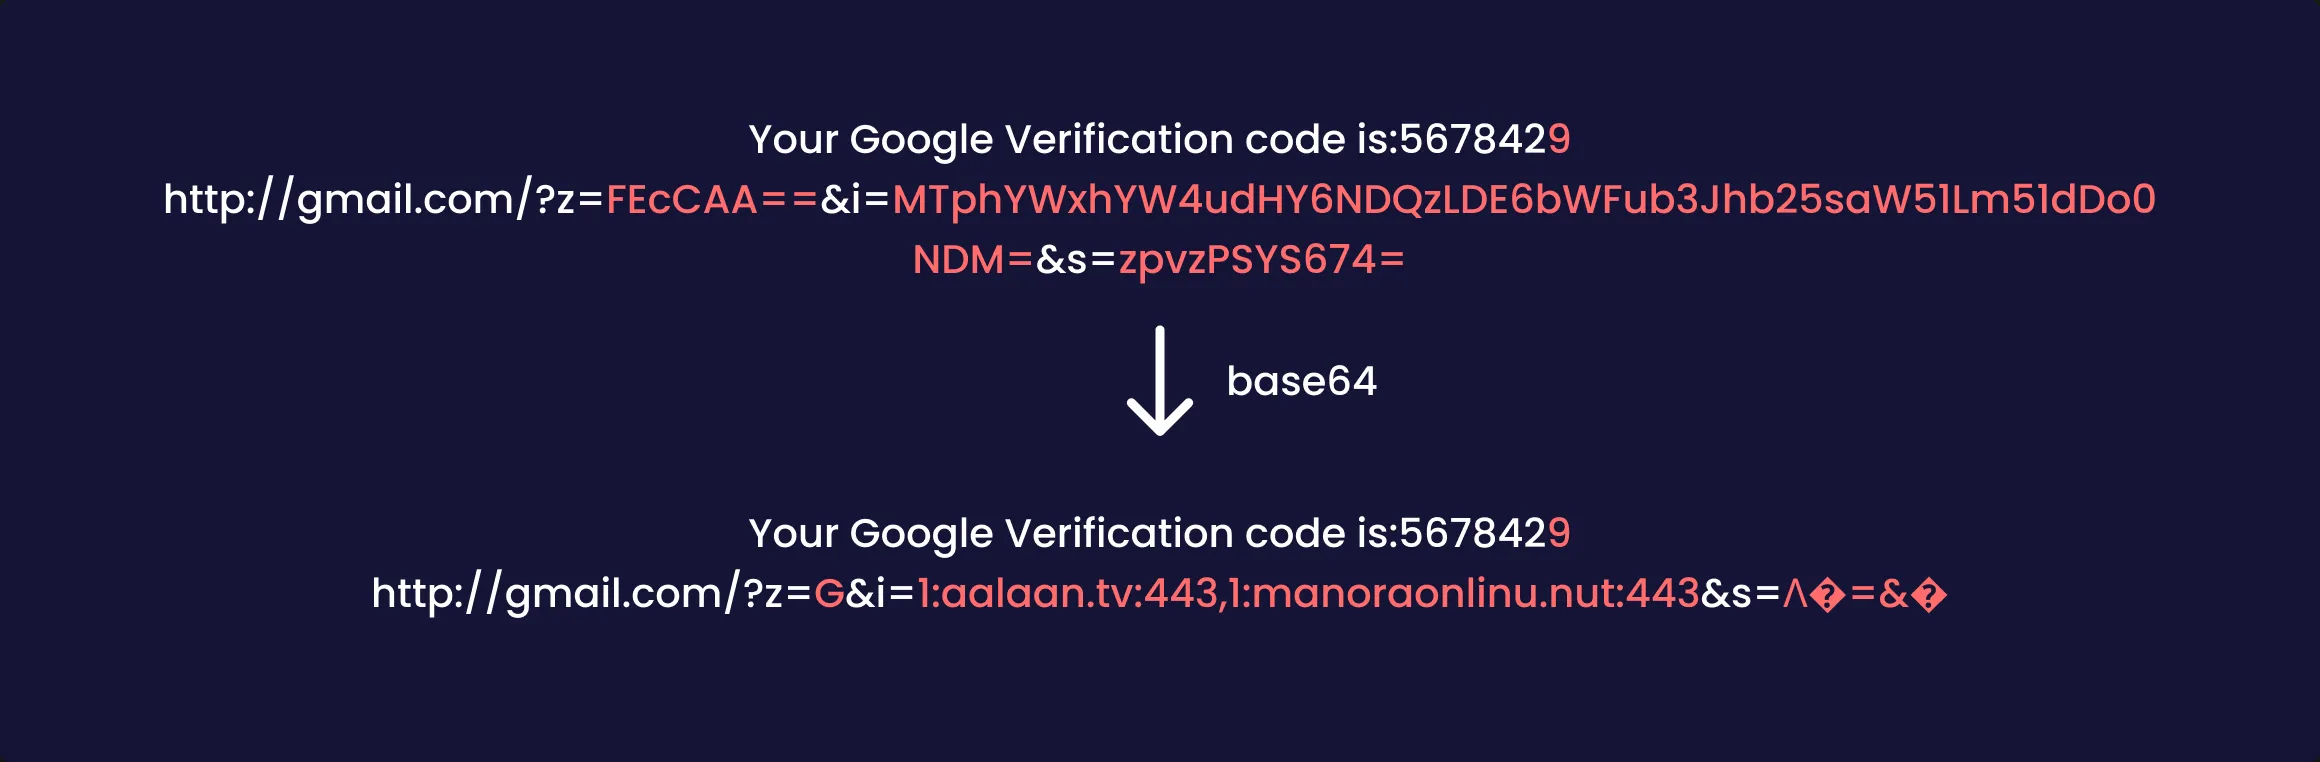 Your Google Verification code is:5678429
http://gmail.com/?z=FEcCAA==&i=MTphYWxhYW4udHY6NDQzLDE6bWFub3Jhb25saW51Lm51dDo0
NDM=&s=zpvzPSYS674=
base64
Your Google Verification code is:5678429
http://gmail.com/?z=G&i=1:aalaan.tv:443,1:manoraonlinu.nut:443&s=Λ�=&�